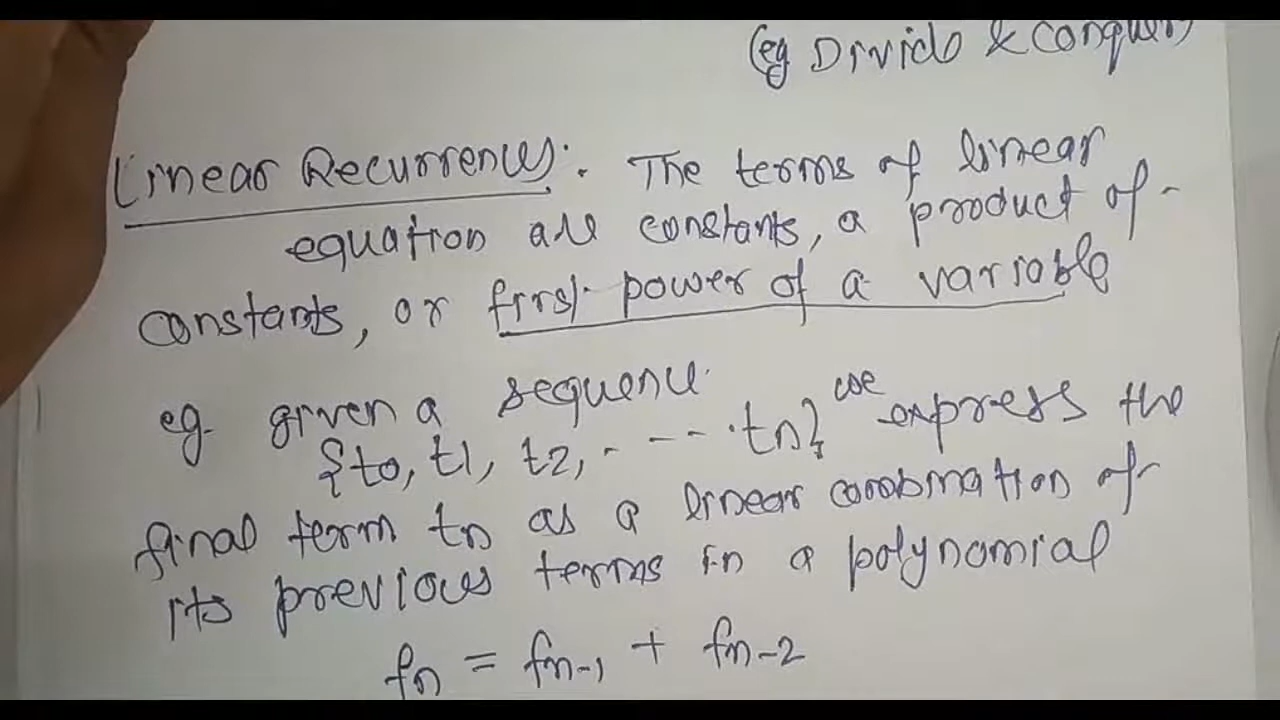 (eg Divide & conquer)
Linear Recurrences:. The terms of linear
equation are constants, a product of
constants, or first power of a variable
eg. given a sequence
{t0, t1, t2, - --- . tn} we express the
final term tn as a linear combination of
its previous terms in a polynomial
fn = fn-1 + fn-2